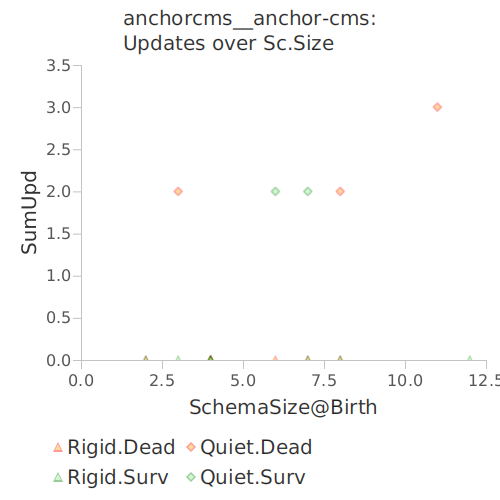 anchorcms__anchor-cms:
Updates over Sc.Size
3.5
3.0
2.5
2.0
1.5
1.0
0.5
0.0
SumUpd
0.0 2.5 5.0 7.5 10.0 12.5
SchemaSize@Birth
Rigid.Dead Quiet.Dead
Rigid.Surv Quiet.Surv